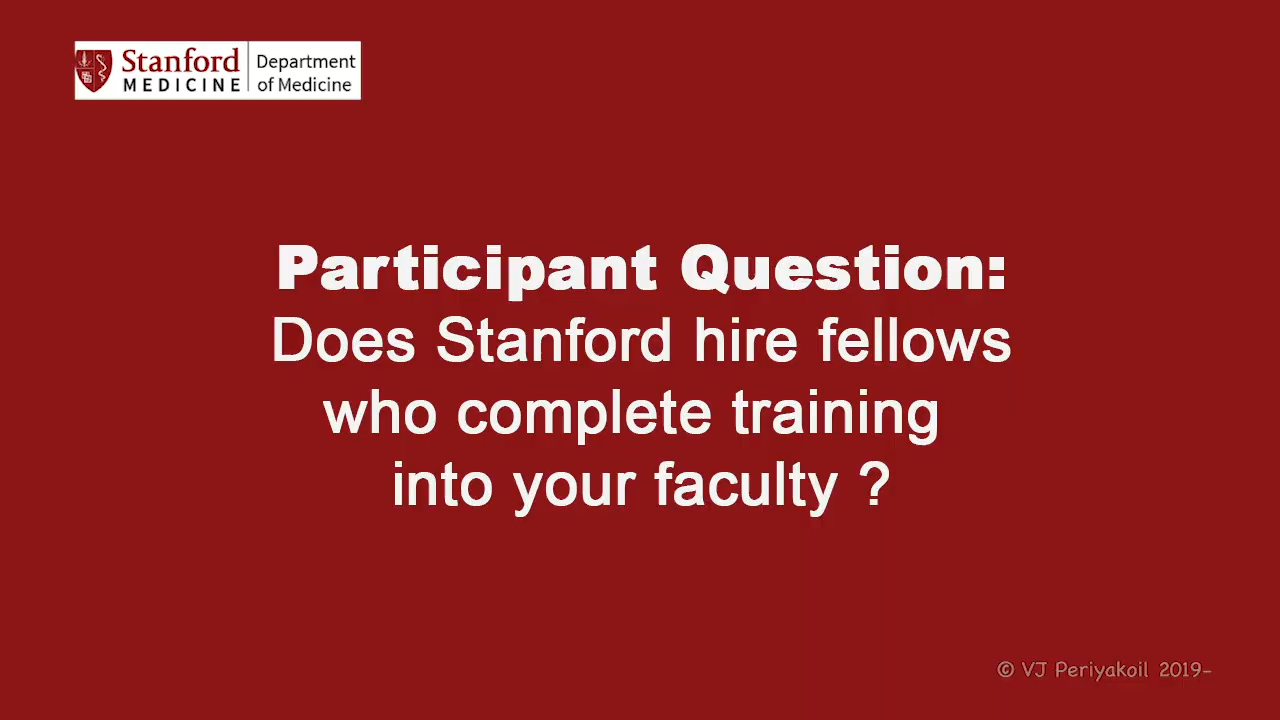 Stanford
MEDICINE
Department
of Medicine
Participant Question:
Does Stanford hire fellows
who complete training
into your faculty ?
© VJ Periyakoil 2019-